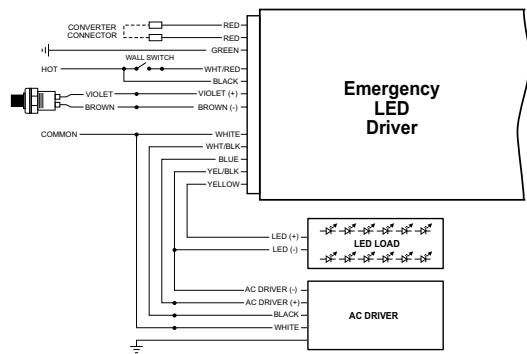 CONVERTER
CONNECTOR
RED
RED
GREEN
HOT
WALL SWITCH
WHT/RED
BLACK
VIOLET
VIOLET (+)
BROWN
BROWN (-)
COMMON
WHITE
WHT/BLK
BLUE
YEL/BLK
YELLOW
Emergency
LED
Driver
LED (+)
LED (-)
LED LOAD
AC DRIVER (-)
AC DRIVER (+)
BLACK
WHITE
AC DRIVER